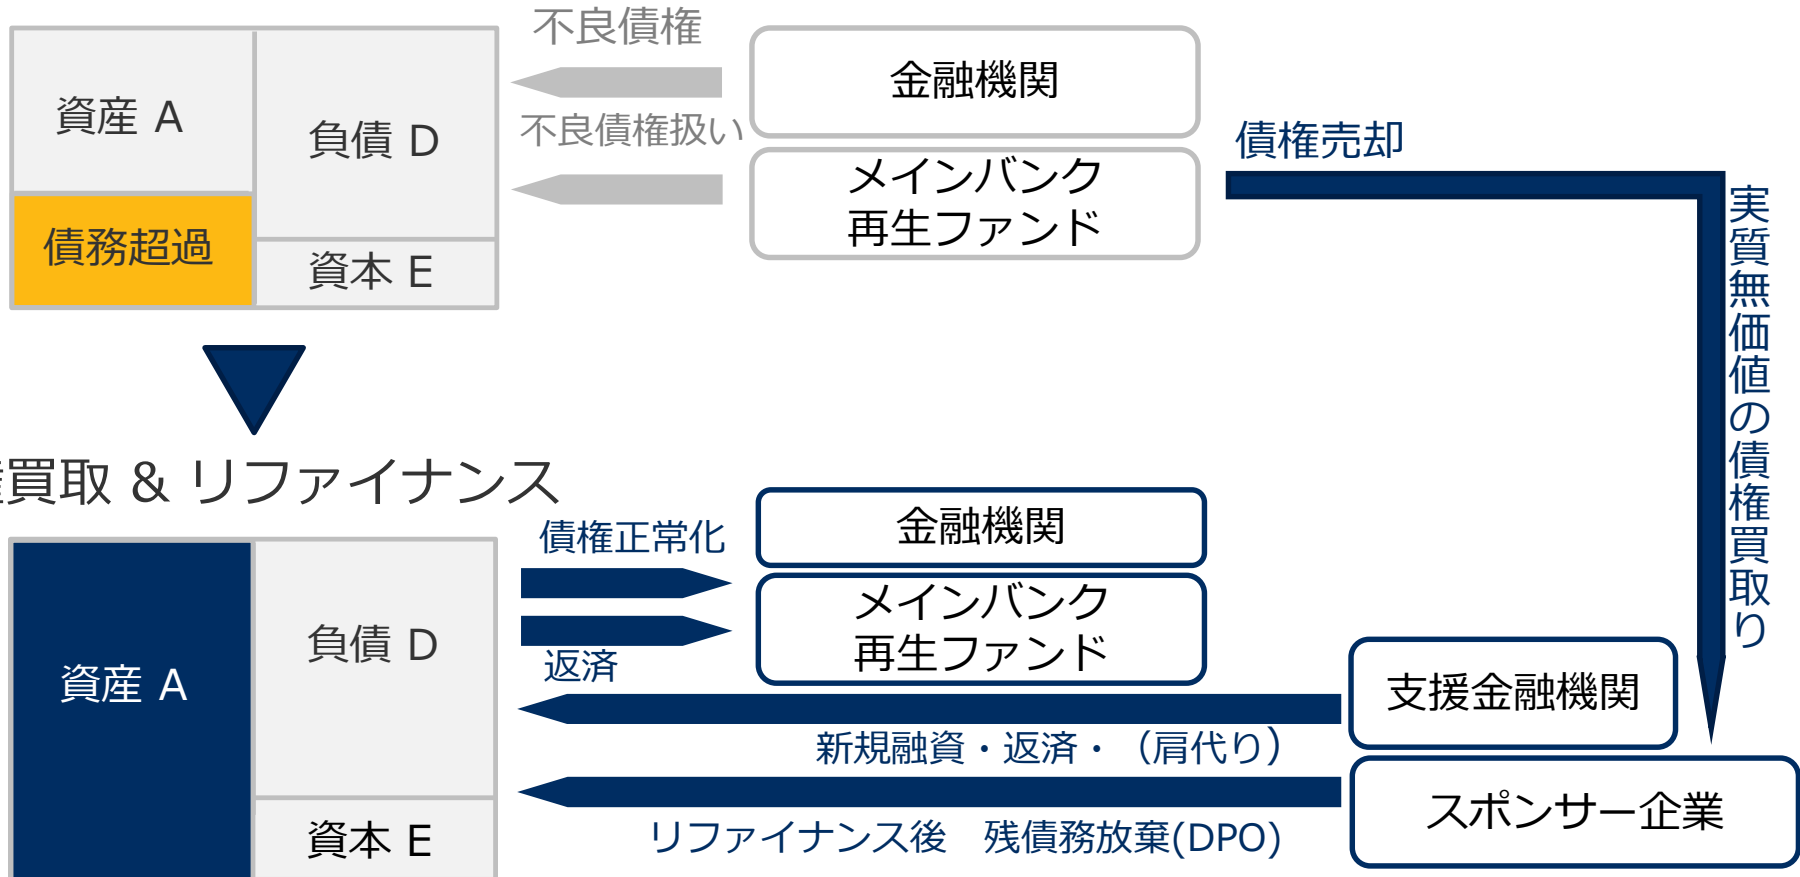 不良債権
金融機関
資産 A
負債 D
不良債権扱い
債権売却
メインバンク
再生ファンド
債務超過
資本 E
実質無価値の債権買取り
買取 & リファイナンス
債権正常化
金融機関
メインバンク
再生ファンド
資産 A
負債 D
返済
支援金融機関
新規融資・返済・（肩代り）
スポンサー企業
資本 E
リファイナンス後　残債務放棄(DPO)